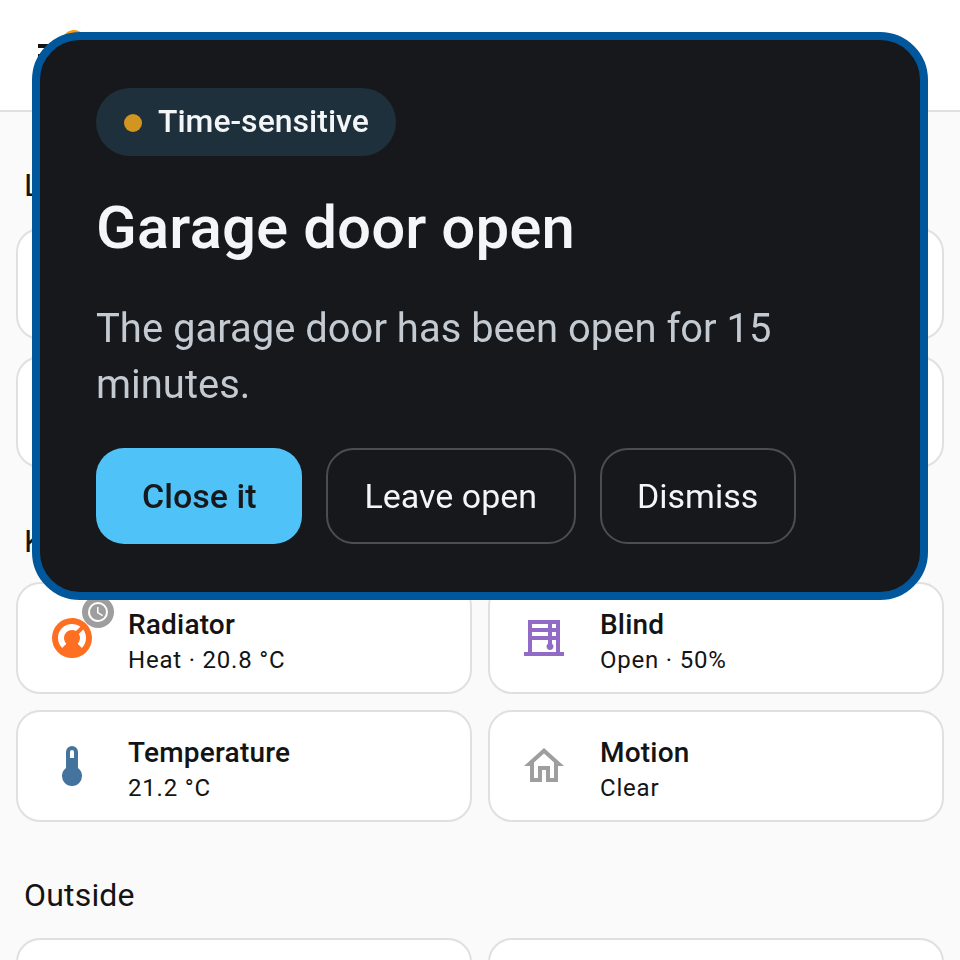 Time-sensitive
Garage door open
The garage door has been open for 15
minutes.
Close it
Leave open
Dismiss
Radiator
Heat · 20.8 °C
Blind
Open · 50%
Temperature
21.2 °C
Motion
Clear
Outside